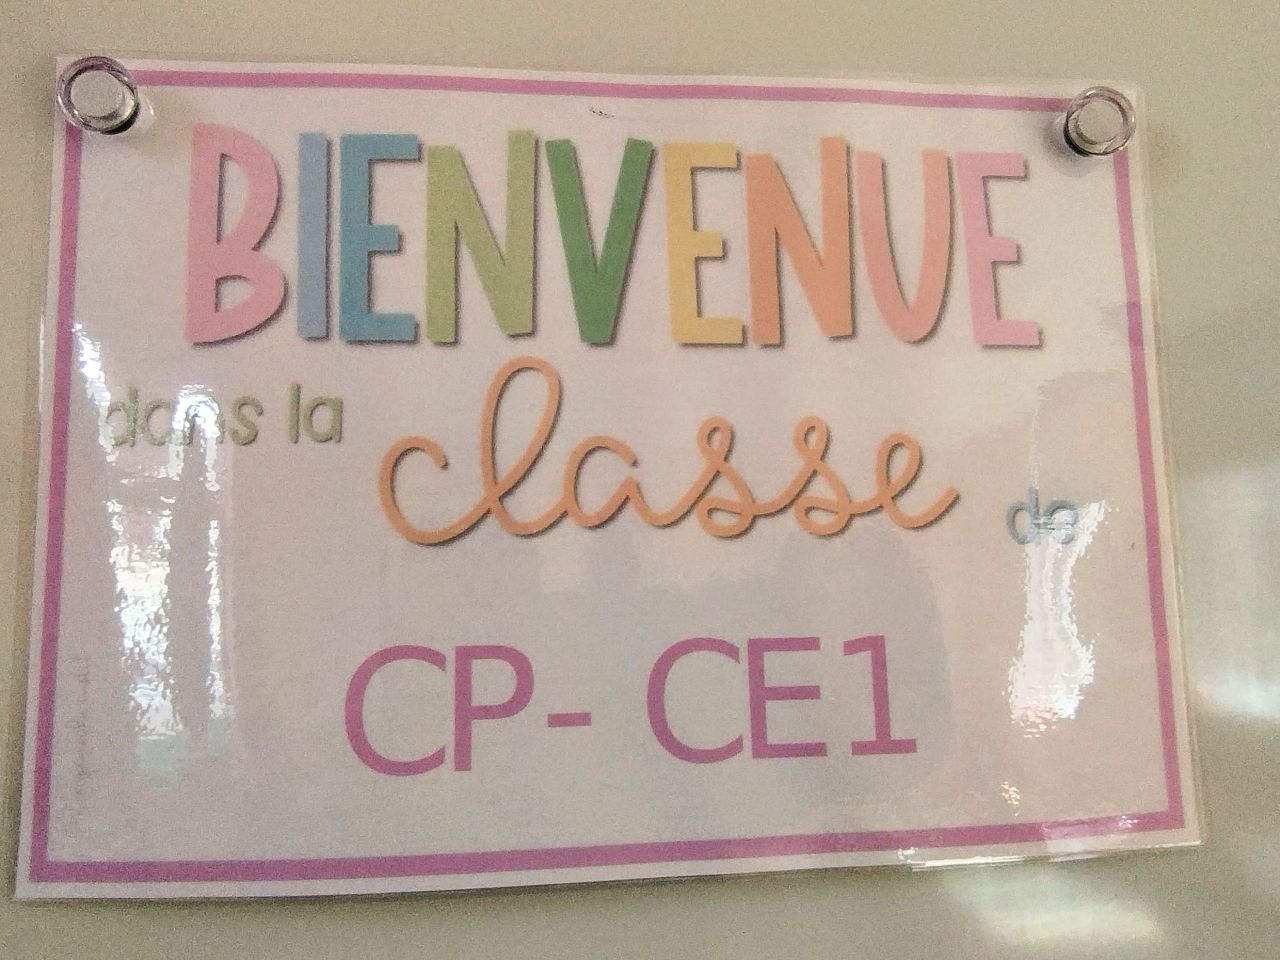 BIENVENUE
dans la classe de
CP- CE1